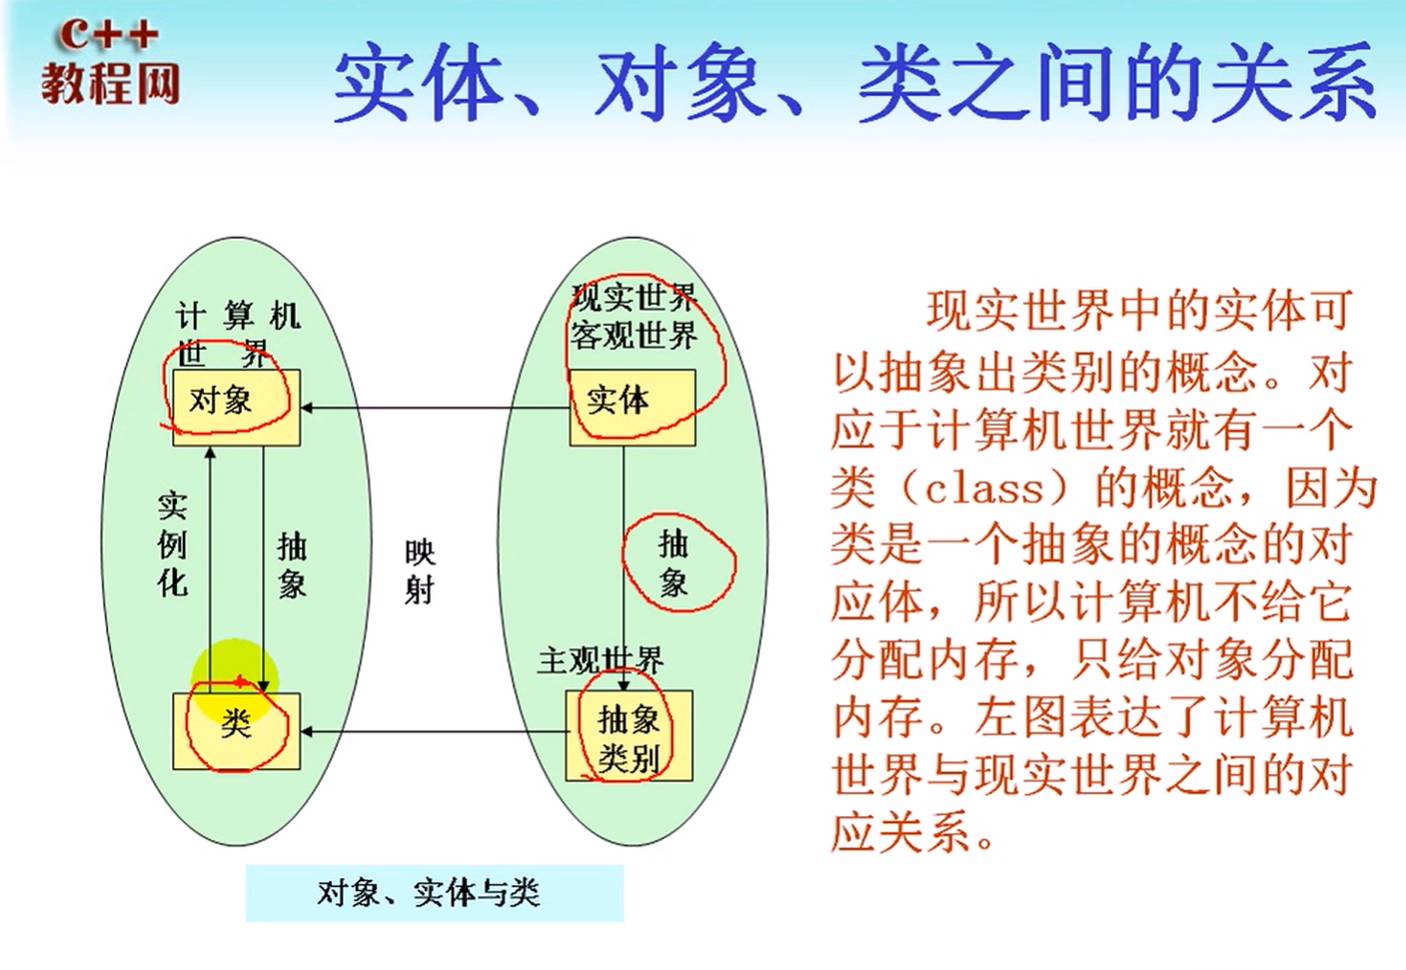 c++
教程网
实体、对象、类之间的关系
计 算 机
世 界
对象
实例化
抽象
类
映射
现实世界
客观世界
实体
抽象
主观世界
抽象
类别
对象、实体与类
现实世界中的实体可
以抽象出类别的概念。对
应于计算机世界就有一个
类（class）的概念，因为
类是一个抽象的概念的对
应体，所以计算机不给它
分配内存，只给对象分配
内存。左图表达了计算机
世界与现实世界之间的对
应关系。